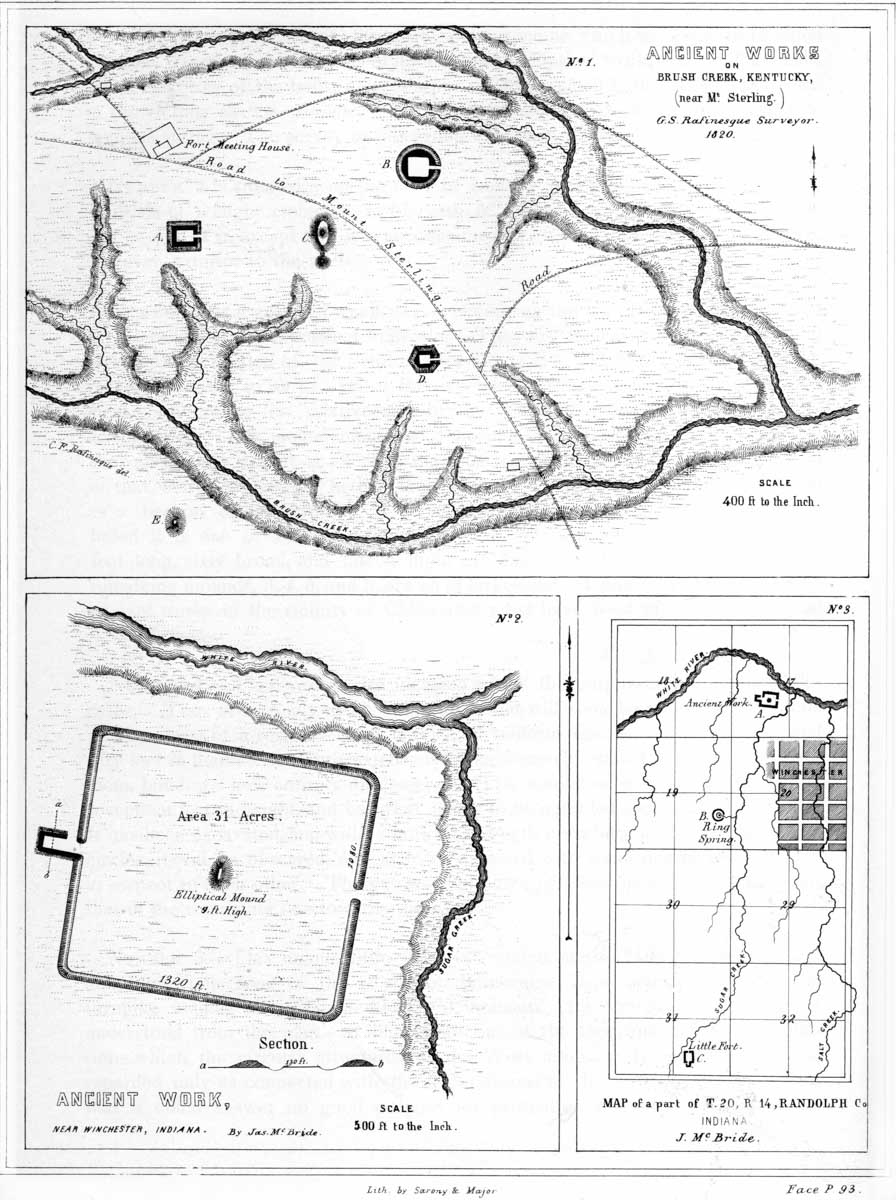 Nº 1.
ANCIENT WORKS
ON
BRUSH CREEK, KENTUCKY,
(near Mt Sterling.)
G.S. Rafinesque Surveyor.
1820.
Fort Meeting House.
Road to Mount Sterling.
Road
A.
B.
C.
D.
E.
C. F. Rafinesque del.
BRUSH CREEK.
SCALE
400 ft to the Inch.
Nº 2.
WHITE RIVER.
a
b
Area 31 Acres.
1080.
Elliptical Mound
9. ft. High.
1320 ft.
SUGAR CREEK.
Section.
a 130 ft. b
ANCIENT WORK,
NEAR WINCHESTER, INDIANA. By Jas. Mc Bride.
SCALE
500 ft to the Inch.
Nº 3.
18
WHITE RIVER.
17
Ancient Work.
A.
WINCHESTER
19
20
B.
Ring
Spring.
30
29
SUGAR CREEK
31
32
SALT CREEK.
Little Fort.
C.
MAP of a part of T. 20, R 14, RANDOLPH Co
INDIANA.
J. Mc Bride.
Lith. by Sarony & Major
Face P 93.